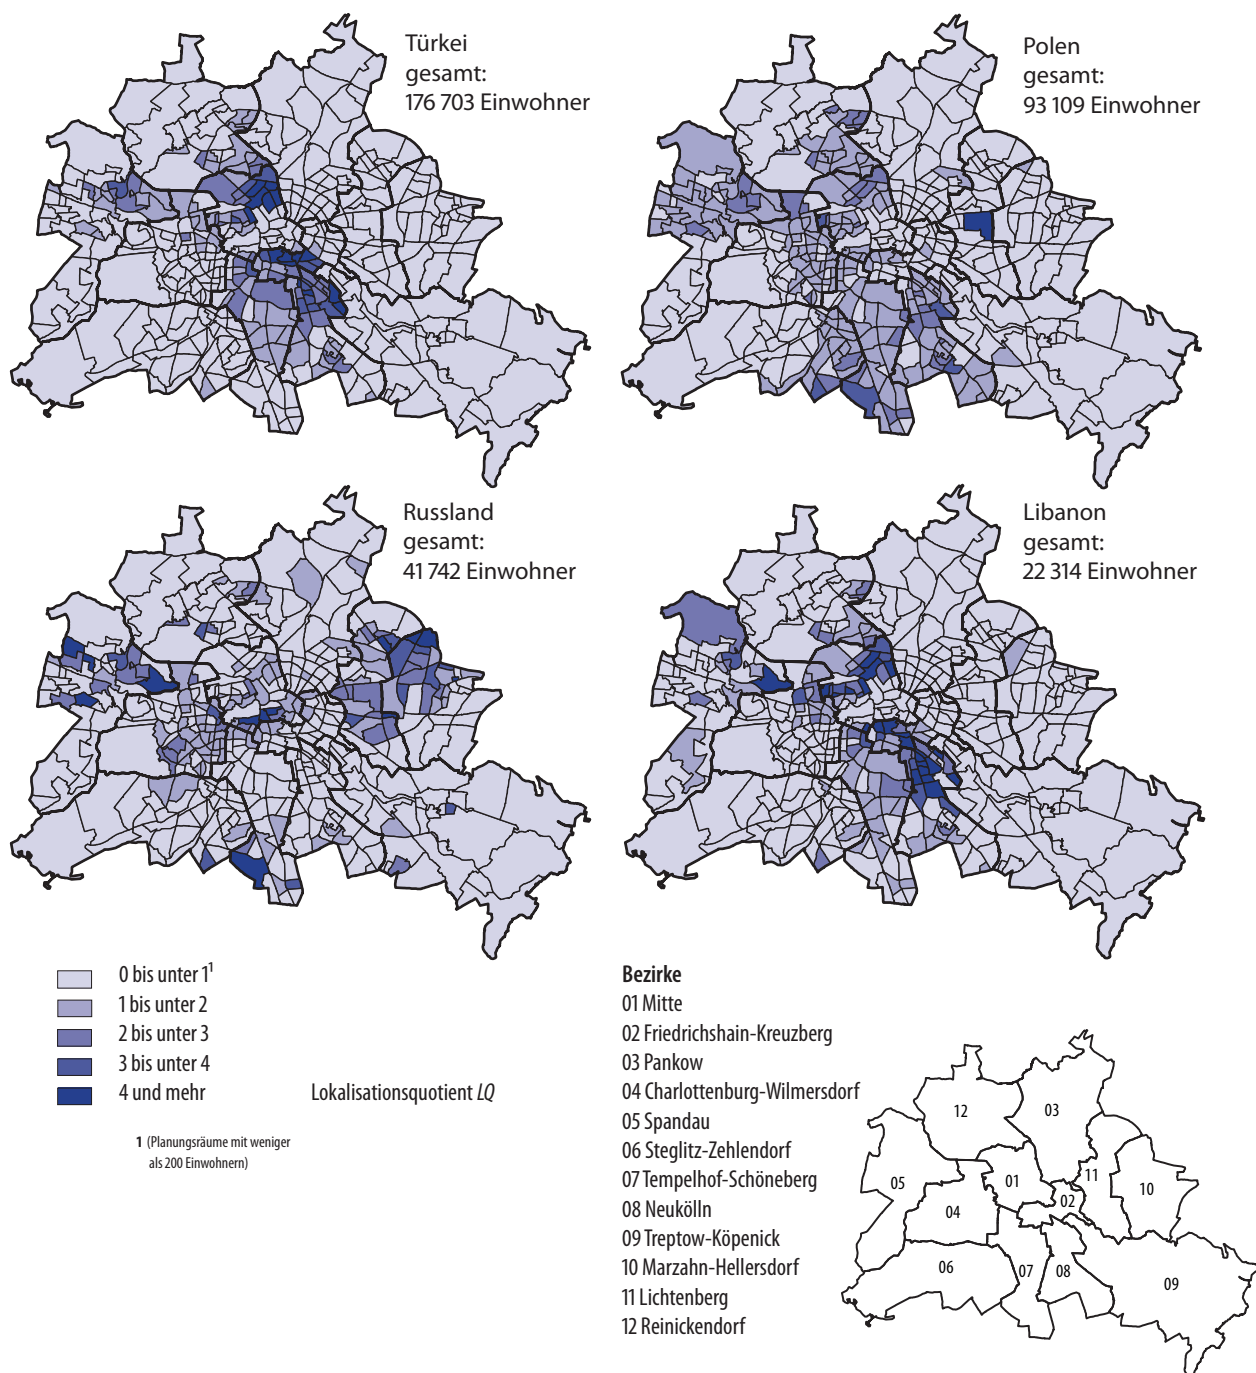 Türkei
gesamt:
176 703 Einwohner
Polen
gesamt:
93 109 Einwohner
Russland
gesamt:
41 742 Einwohner
Libanon
gesamt:
22 314 Einwohner
0 bis unter 1¹
1 bis unter 2
2 bis unter 3
3 bis unter 4
4 und mehr
Lokalisationsquotient LQ
1 (Planungsräume mit weniger
als 200 Einwohnern)
Bezirke
01 Mitte
02 Friedrichshain-Kreuzberg
03 Pankow
04 Charlottenburg-Wilmersdorf
05 Spandau
06 Steglitz-Zehlendorf
07 Tempelhof-Schöneberg
08 Neukölln
09 Treptow-Köpenick
10 Marzahn-Hellersdorf
11 Lichtenberg
12 Reinickendorf
12
03
05
01
11
10
02
04
06
07
08
09